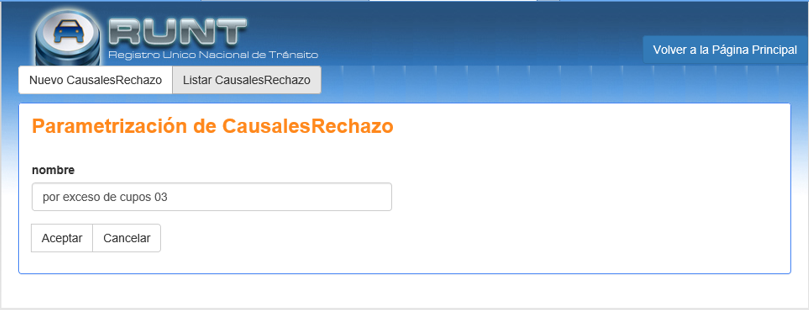 RUNT
Registro Unico Nacional de Tránsito
Volver a la Página Principal
Nuevo CausalesRechazo
Listar CausalesRechazo
Parametrización de CausalesRechazo
nombre
por exceso de cupos 03
Aceptar
Cancelar